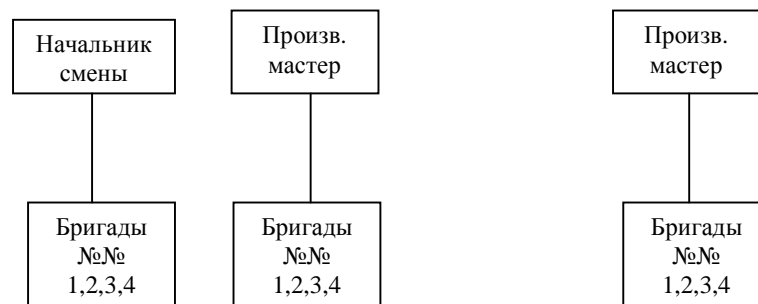 Начальник
смены
Произв.
мастер
Произв.
мастер
Бригады
№№
1,2,3,4
Бригады
№№
1,2,3,4
Бригады
№№
1,2,3,4